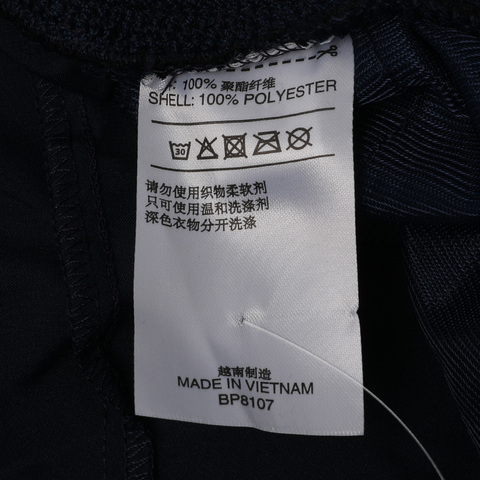 : 100% 聚酯纤维
SHELL: 100% POLYESTER
30
请勿使用织物柔软剂
只可使用温和洗涤剂
深色衣物分开洗涤
越南制造
MADE IN VIETNAM
BP8107